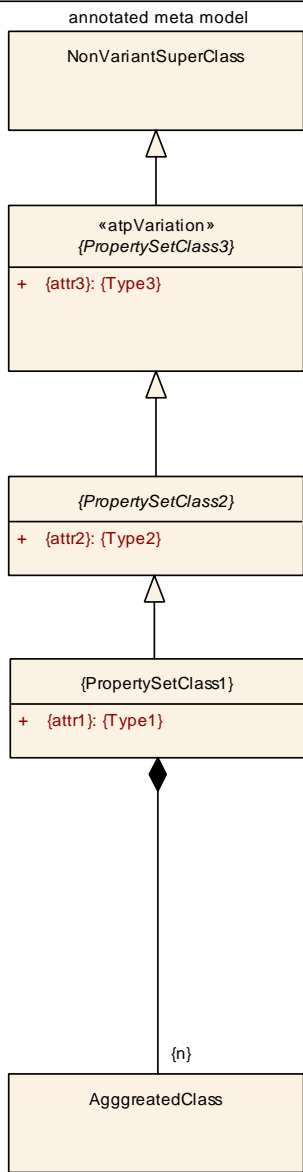 annotated meta model
NonVariantSuperClass
«atpVariation»
{PropertySetClass3}
+ {attr3}: {Type3}
{PropertySetClass2}
+ {attr2}: {Type2}
{PropertySetClass1}
+ {attr1}: {Type1}
{n}
AgggreatedClass